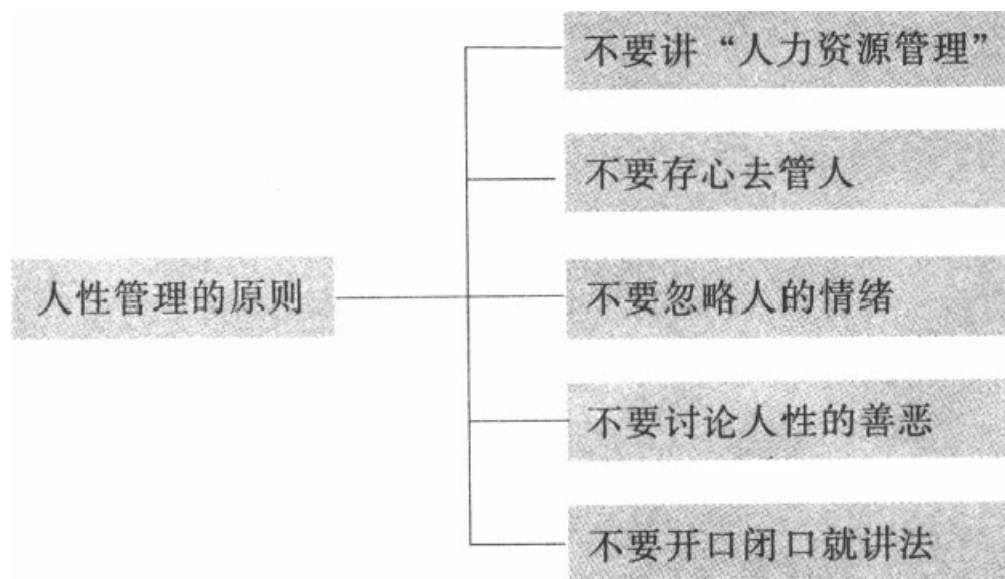 不要讲“人力资源管理”
不要存心去管人
人性管理的原则
不要忽略人的情绪
不要讨论人性的善恶
不要开口闭口就讲法